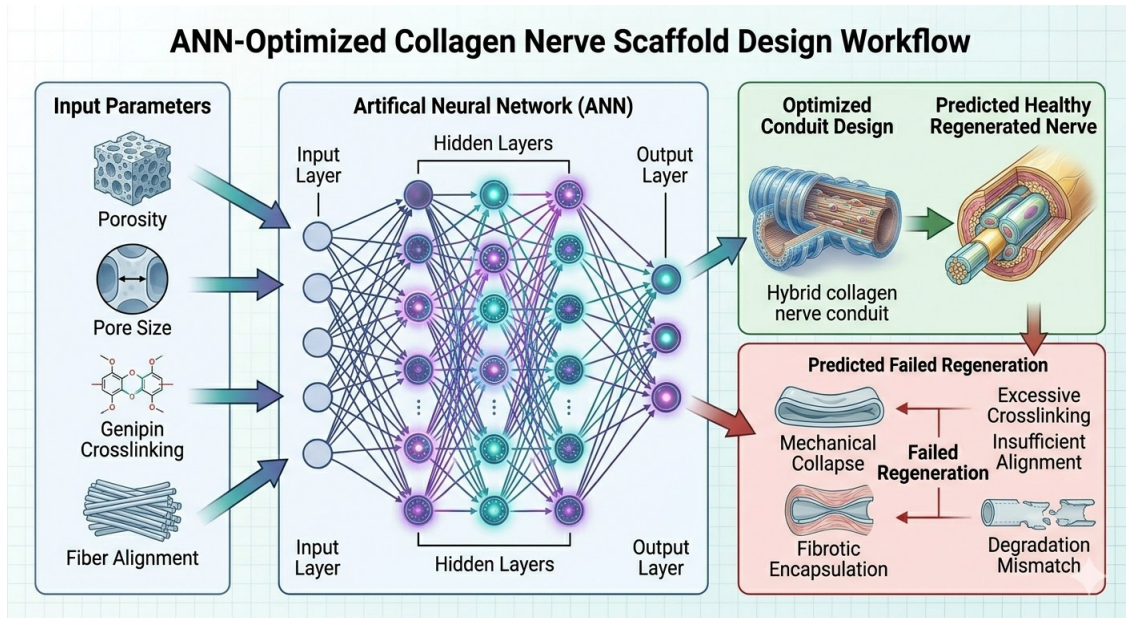 ANN-Optimized Collagen Nerve Scaffold Design Workflow
Input Parameters
Porosity
Pore Size
Genipin
Crosslinking
Fiber Alignment
Artifical Neural Network (ANN)
Input
Layer
Hidden Layers
Output
Layer
Input
Layer
Hidden Layers
Output
Layer
Optimized
Conduit Design
Hybrid collagen
nerve conduit
Predicted Healthy
Regenerated Nerve
Predicted Failed Regeneration
Mechanical
Collapse
Excessive
Crosslinking
Insufficient
Alignment
Failed
Regeneration
Fibrotic
Encapsulation
Degradation
Mismatch